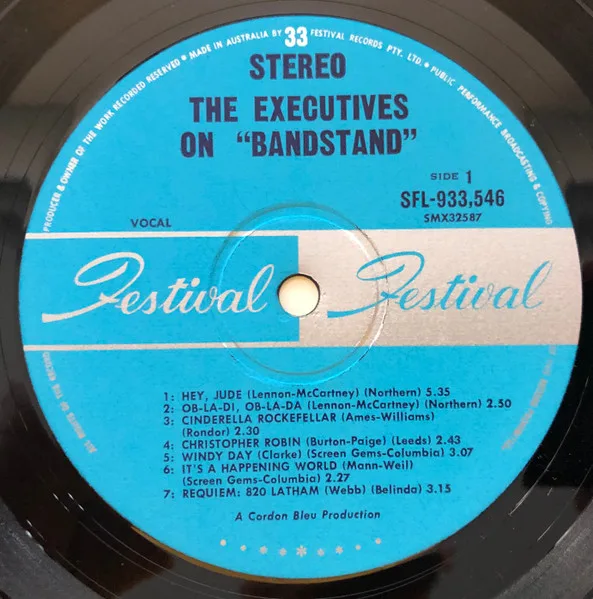 PRODUCER & OWNER OF THE WORK RECORDED RESERVED • MADE IN AUSTRALIA BY 33 FESTIVAL RECORDS PTY. LTD. • PUBLIC PERFORMANCE BROADCASTING & COPYING
STEREO
THE EXECUTIVES
ON "BANDSTAND"
SIDE 1
SFL-933,546
SMX32587
VOCAL
Festival Festival
1: HEY, JUDE (Lennon-McCartney) (Northern) 5.35
2: OB-LA-DI, OB-LA-DA (Lennon-McCartney) (Northern) 2.50
3: CINDERELLA ROCKEFELLAR (Ames-Williams)
(Rondor) 2.30
4: CHRISTOPHER ROBIN (Burton-Paige) (Leeds) 2.43
5: WINDY DAY (Clarke) (Screen Gems-Columbia) 3.07
6: IT'S A HAPPENING WORLD (Mann-Weil)
(Screen Gems-Columbia) 2.27
7: REQUIEM: 820 LATHAM (Webb) (Belinda) 3.15
A Cordon Bleu Production
ALL RIGHTS OF THE RECORD